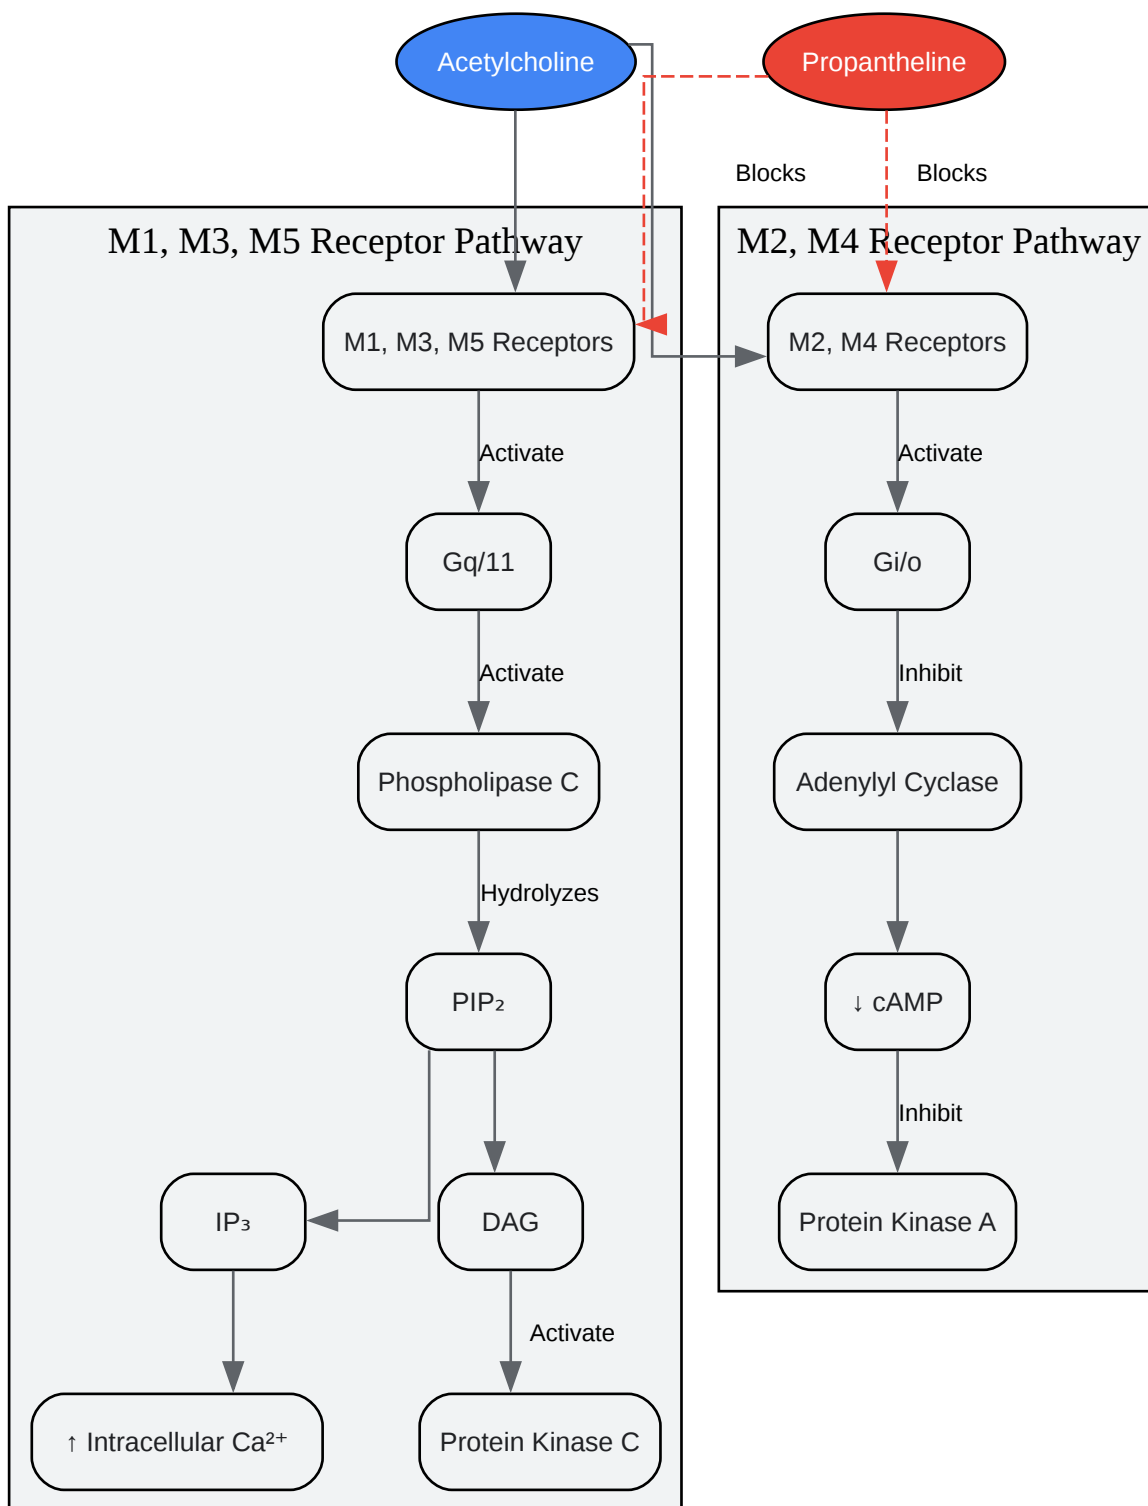 Acetylcholine
Propantheline
Blocks
Blocks
M1, M3, M5 Receptor Pathway
M2, M4 Receptor Pathway
M1, M3, M5 Receptors
M2, M4 Receptors
Activate
Activate
Gq/11
Gi/o
Activate
Inhibit
Phospholipase C
Adenylyl Cyclase
Hydrolyzes
PIP₂
↓ cAMP
Inhibit
IP₃
DAG
Protein Kinase A
Activate
↑ Intracellular Ca²⁺
Protein Kinase C